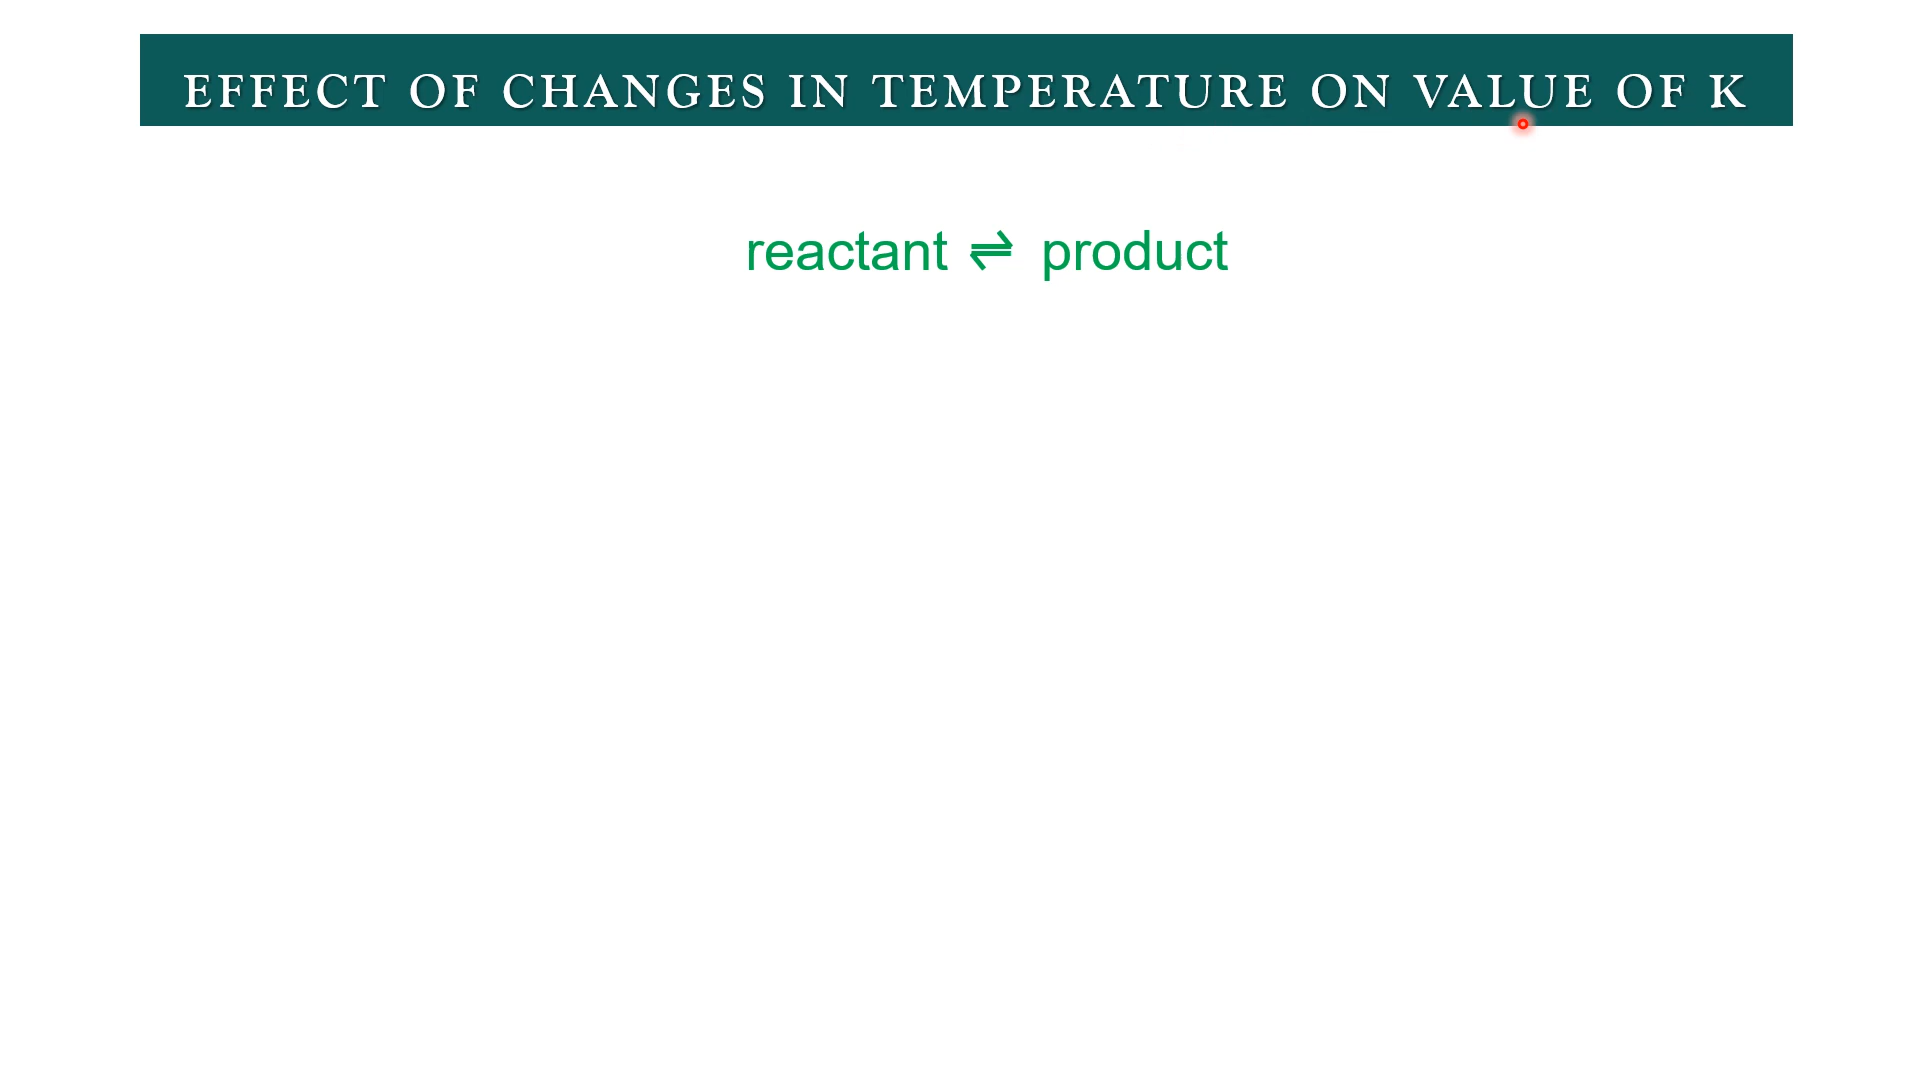 EFFECT OF CHANGES IN TEMPERATURE ON VALUE OF K
reactant ⇌ product